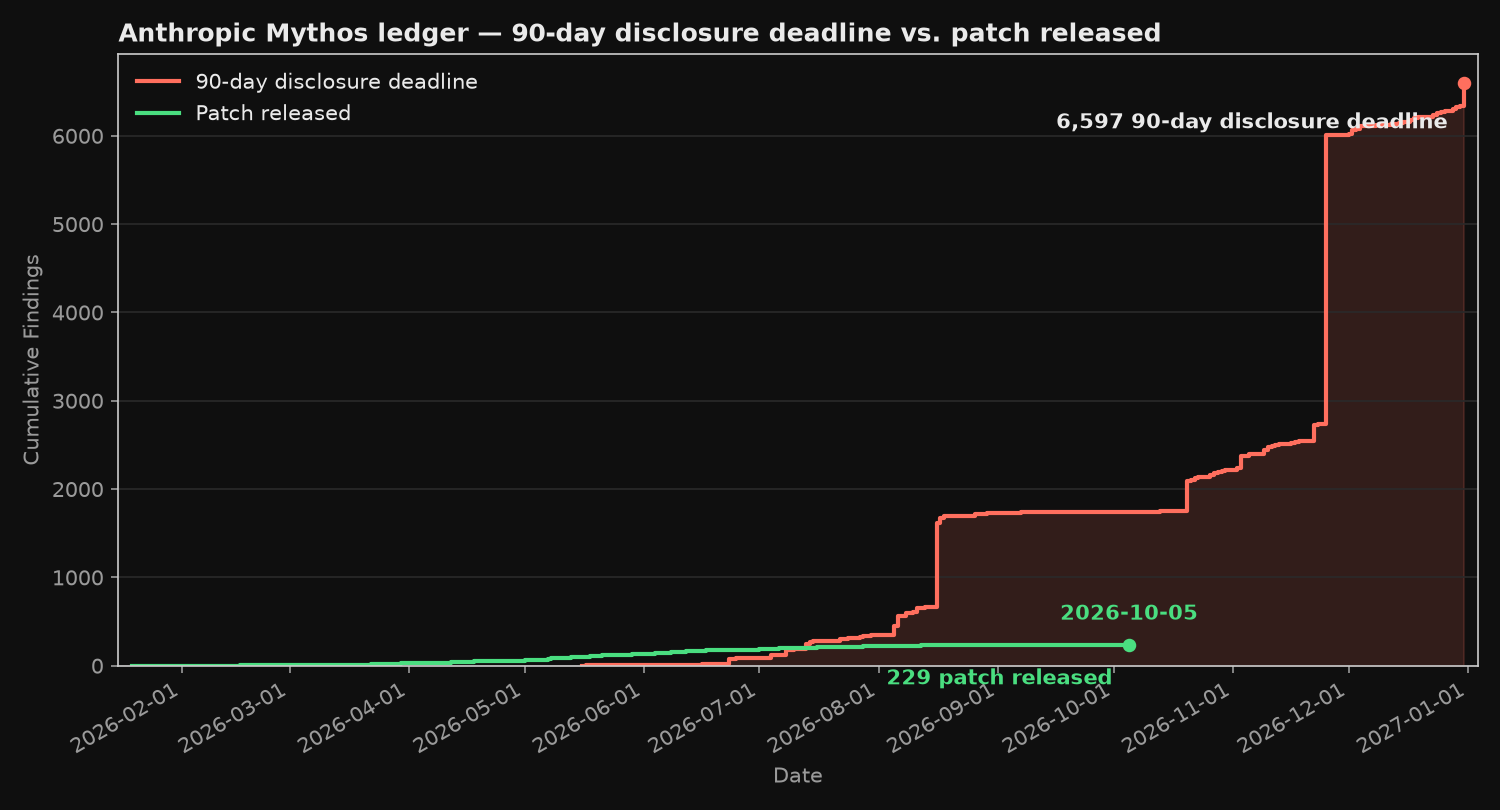 Anthropic Mythos ledger — 90-day disclosure deadline vs. patch released
90-day disclosure deadline
Patch released
6,597 90-day disclosure deadline
6000
5000
4000
3000
2000
1000
0
Cumulative Findings
2026-10-05
229 patch released
2026-02-01
2026-03-01
2026-04-01
2026-05-01
2026-06-01
2026-07-01
2026-08-01
2026-09-01
2026-10-01
2026-11-01
2026-12-01
2027-01-01
Date